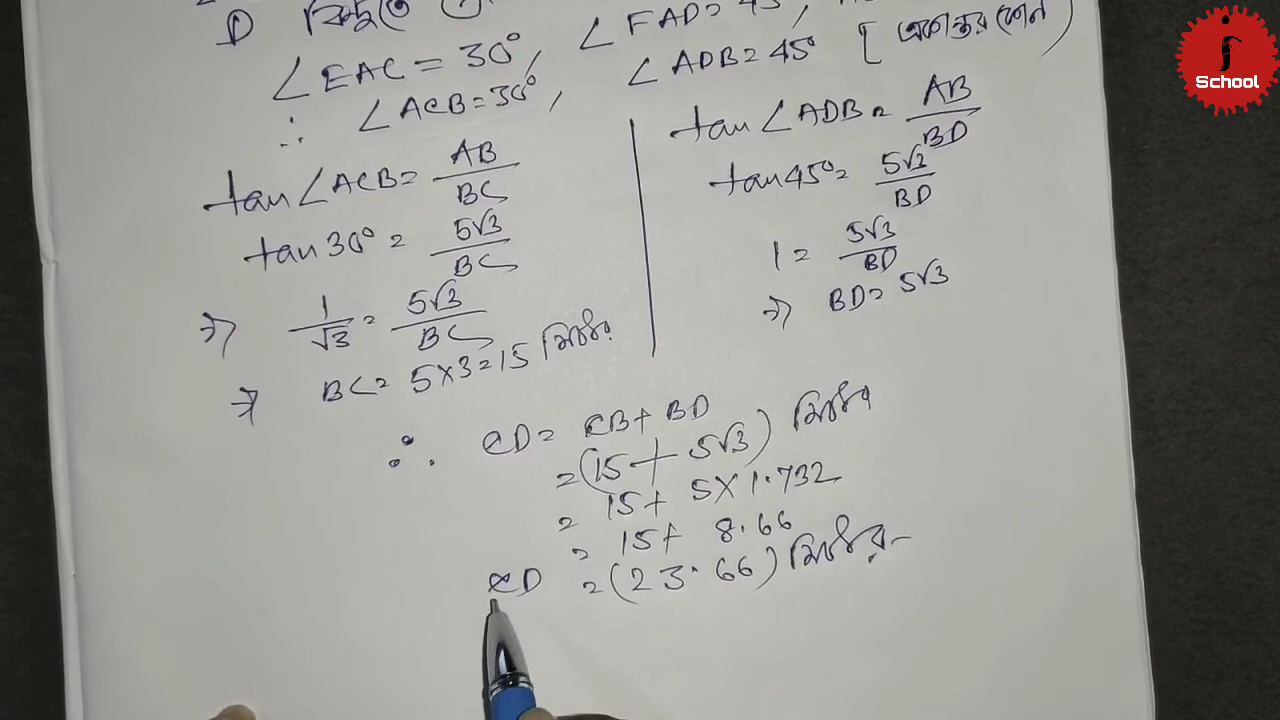 D বিন্দুতে
∠EAC = 30°, ∠FAD = 45°,
∴ ∠ACB = 30°, ∠ADB = 45° [একান্তর কোন]
tan∠ACB = AB/BC
tan30° = 5√3/BC
⇒ 1/√3 = 5√3/BC
⇒ BC = 5×3 = 15 মিটার
tan∠ADB = AB/BD
tan45° = 5√3/BD
1 = 5√3/BD
⇒ BD = 5√3
∴ CD = CB + BD
= (15 + 5√3) মিটার
= 15 + 5×1.732
= 15 + 8.66
CD = (23.66) মিটার
School